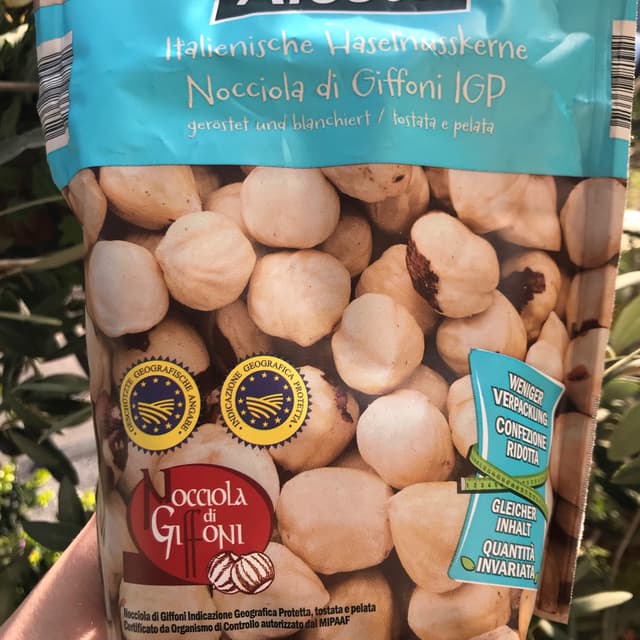 Italienische Haselnusskerne
Nocciola di Giffoni IGP
geröstet und blanchiert / tostata e pelata
GESCHÜTZTE GEOGRAFISCHE ANGABE
INDICAZIONE GEOGRAFICA PROTETTA
WENIGER
VERPACKUNG
CONFEZIONE
RIDOTTA
GLEICHER
INHALT
QUANTITÀ
INVARIATA
Nocciola
di
Giffoni
Nocciola di Giffoni Indicazione Geografica Protetta, tostata e pelata
Certificato da Organismo di Controllo autorizzato dal MIPAAF